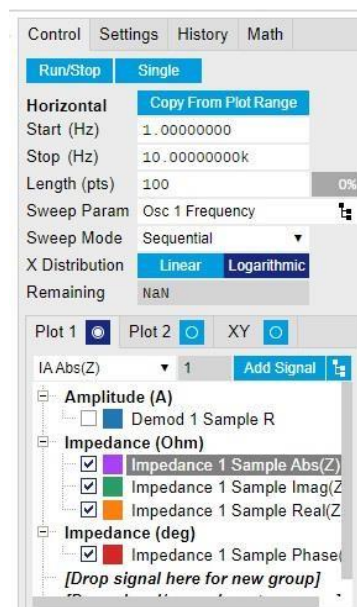 Control Settings History Math
Run/Stop Single
Horizontal Copy From Plot Range
Start (Hz) 1.00000000
Stop (Hz) 10.00000000k
Length (pts) 100 0%
Sweep Param Osc 1 Frequency
Sweep Mode Sequential
X Distribution Linear Logarithmic
Remaining NaN
Plot 1 Plot 2 XY
IA Abs(Z) 1 Add Signal
Amplitude (A)
Demod 1 Sample R
Impedance (Ohm)
Impedance 1 Sample Abs(Z)
Impedance 1 Sample Imag(Z
Impedance 1 Sample Real(Z
Impedance (deg)
Impedance 1 Sample Phase(
[Drop signal here for new group]